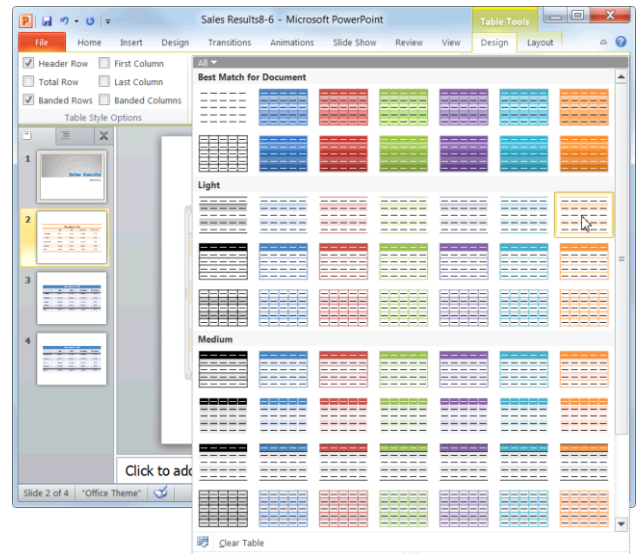 Sales Results8-6 - Microsoft PowerPoint
Table Tools
File Home Insert Design Transitions Animations Slide Show Review View Design Layout
Header Row First Column
Total Row Last Column
Banded Rows Banded Columns
Table Style Options
All
Best Match for Document
Light
Medium
1
Sales Results
2
3
4
Click to add
Slide 2 of 4 "Office Theme"
Clear Table